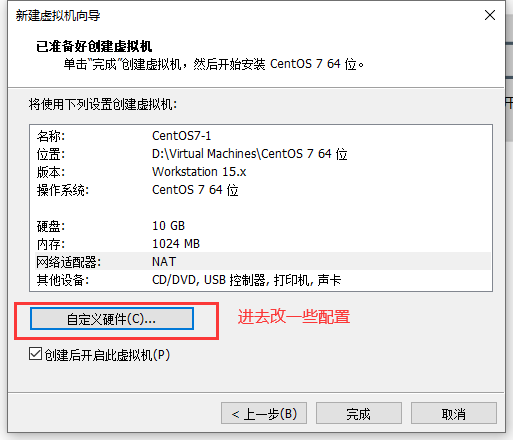 新建虚拟机向导
已准备好创建虚拟机
单击“完成”创建虚拟机，然后开始安装 CentOS 7 64 位。
将使用下列设置创建虚拟机：
名称: CentOS7-1
位置: D:\Virtual Machines\CentOS 7 64 位
版本: Workstation 15.x
操作系统: CentOS 7 64 位
硬盘: 10 GB
内存: 1024 MB
网络适配器: NAT
其他设备: CD/DVD, USB 控制器, 打印机, 声卡
自定义硬件(C)... 进去改一些配置
创建后开启此虚拟机(P)
< 上一步(B) 完成 取消